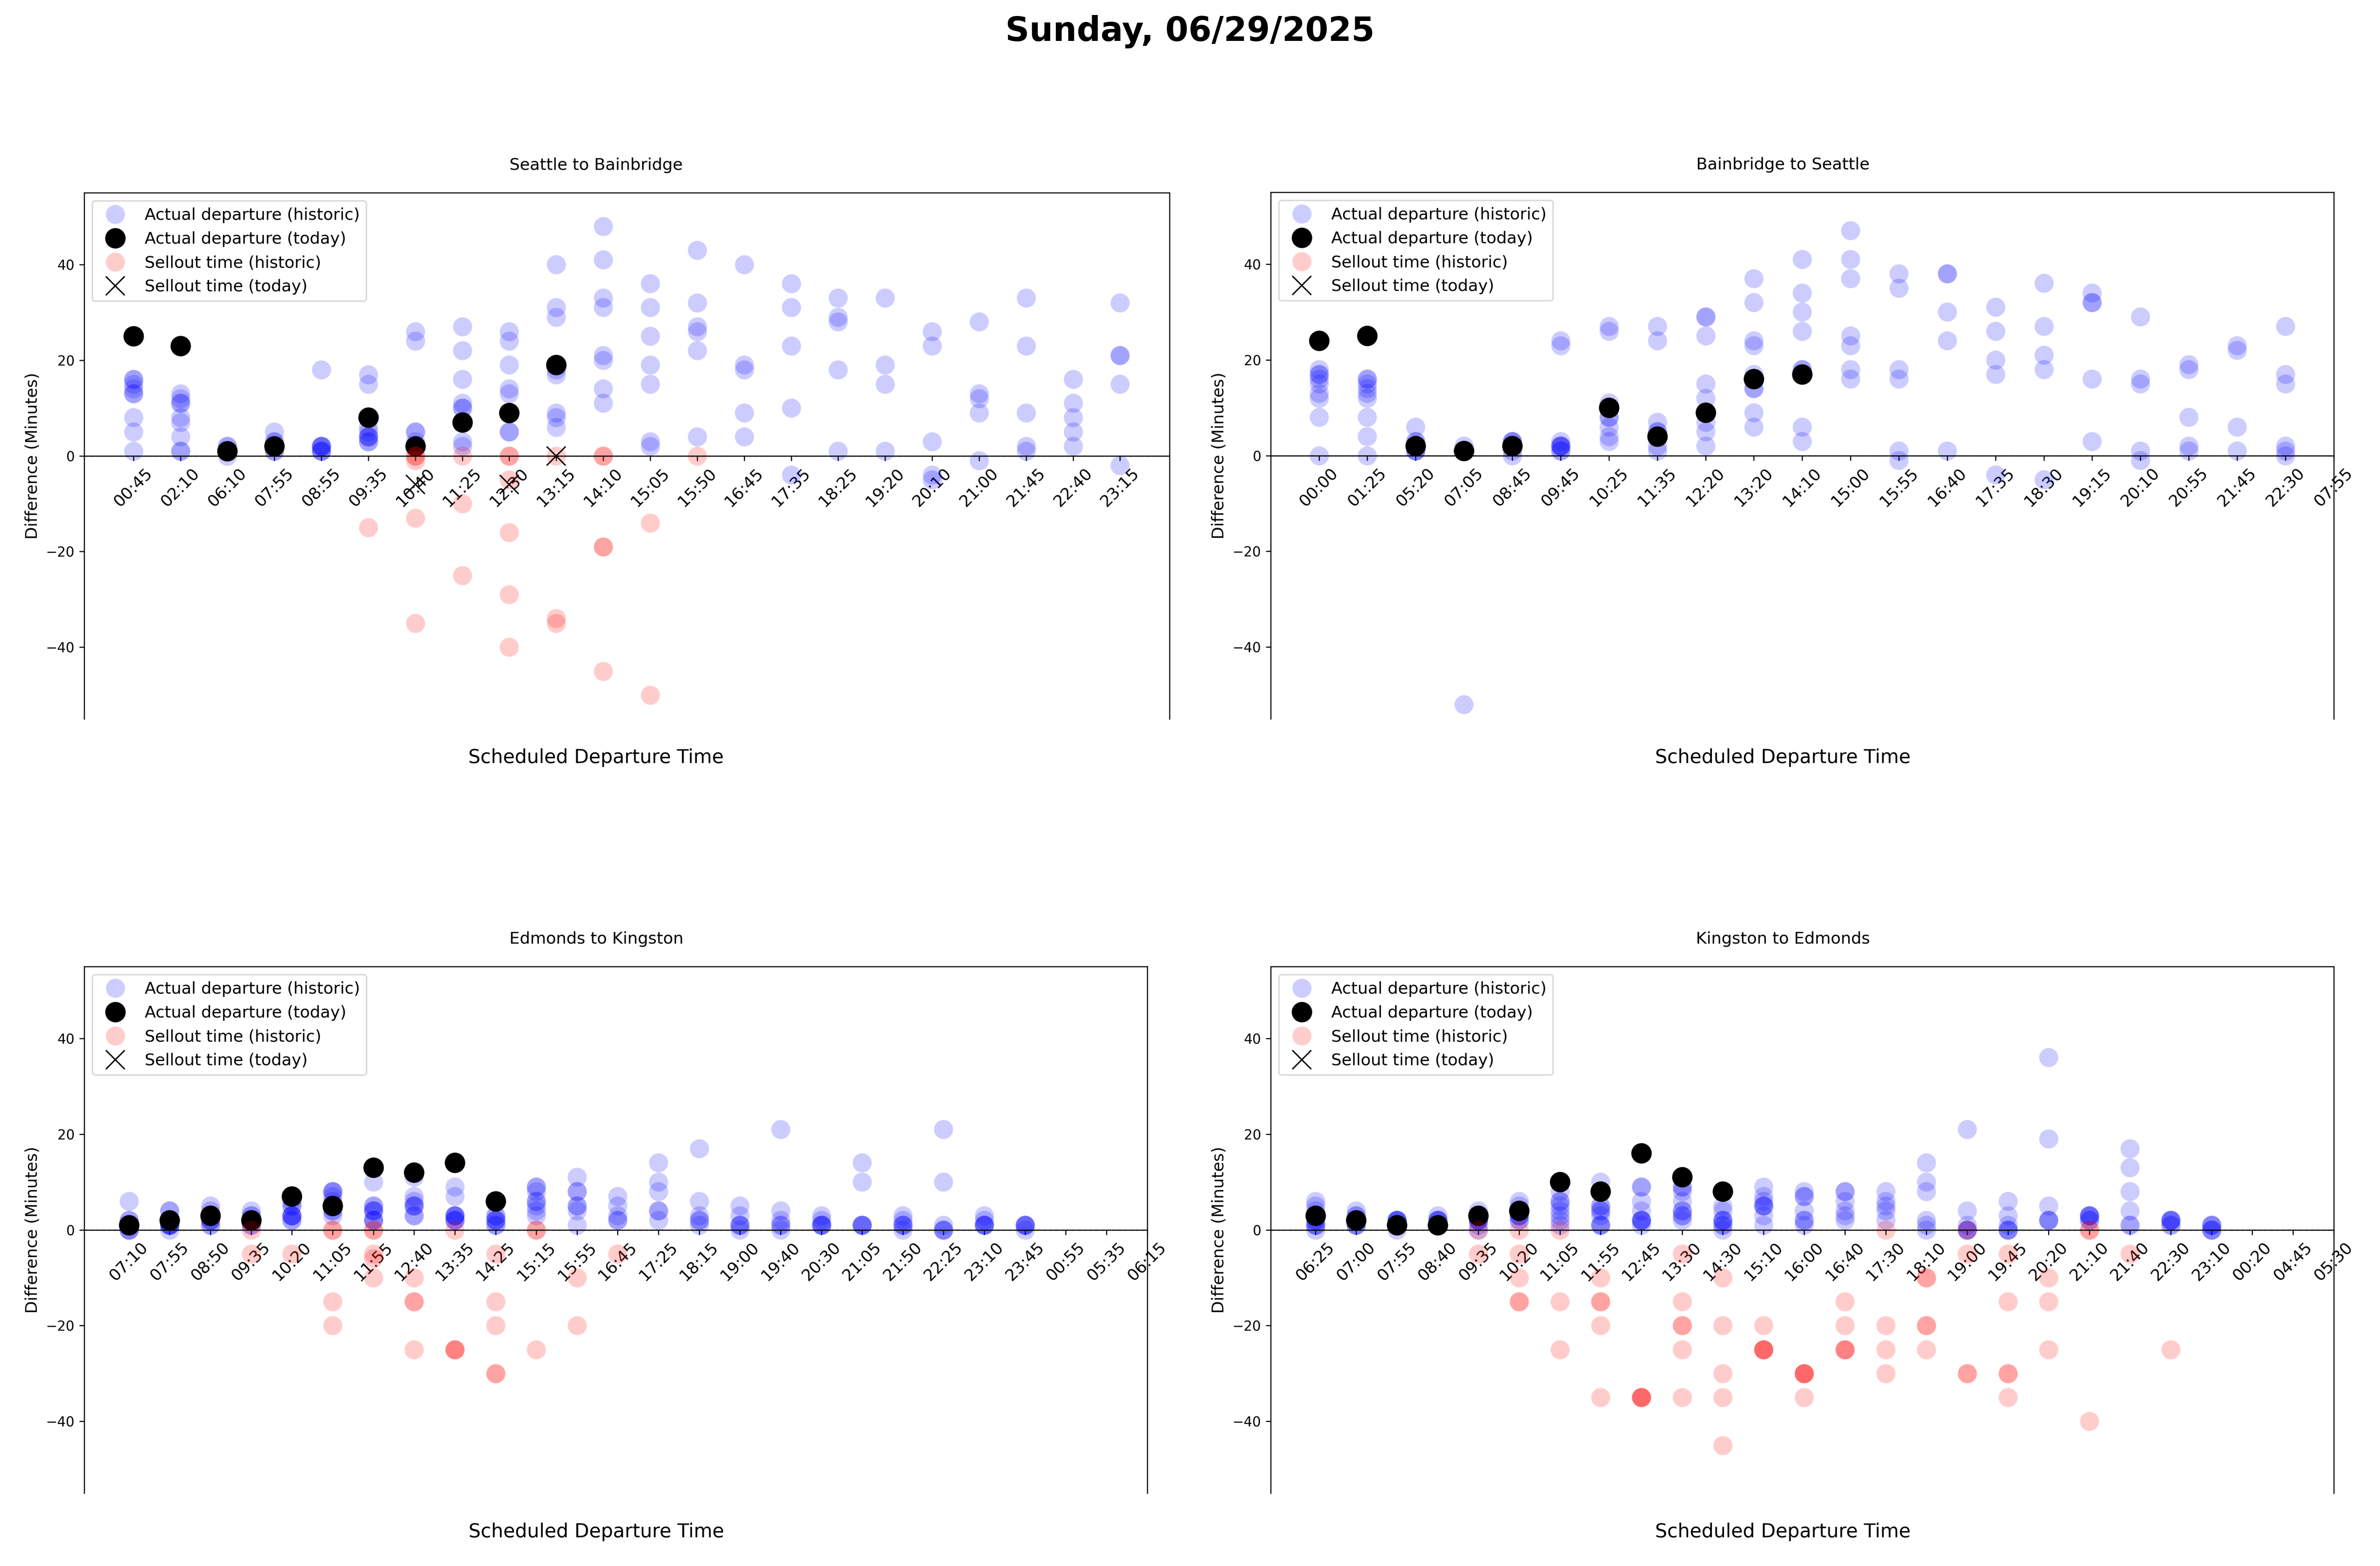 Sunday, 06/29/2025
Seattle to Bainbridge
Actual departure (historic)
Actual departure (today)
Sellout time (historic)
Sellout time (today)
Difference (Minutes)
40
20
0
−20
−40
00:45 02:10 06:10 07:55 08:55 09:35 10:40 11:25 12:30 13:15 14:10 15:05 15:50 16:45 17:35 18:25 19:20 20:10 21:00 21:45 22:40 23:15
Scheduled Departure Time
Bainbridge to Seattle
Actual departure (historic)
Actual departure (today)
Sellout time (historic)
Sellout time (today)
Difference (Minutes)
40
20
0
−20
−40
00:00 01:25 05:20 07:05 08:45 09:45 10:25 11:35 12:20 13:20 14:10 15:00 15:55 16:40 17:35 18:30 19:15 20:10 20:55 21:45 22:30 07:55
Scheduled Departure Time
Edmonds to Kingston
Actual departure (historic)
Actual departure (today)
Sellout time (historic)
Sellout time (today)
Difference (Minutes)
40
20
0
−20
−40
07:10 07:55 08:50 09:35 10:20 11:05 11:55 12:40 13:35 14:25 15:15 15:55 16:45 17:25 18:15 19:00 19:40 20:30 21:05 21:50 22:25 23:10 23:45 00:55 05:35 06:15
Scheduled Departure Time
Kingston to Edmonds
Actual departure (historic)
Actual departure (today)
Sellout time (historic)
Sellout time (today)
Difference (Minutes)
40
20
0
−20
−40
06:25 07:00 07:55 08:40 09:35 10:20 11:05 11:55 12:45 13:30 14:30 15:10 16:00 16:40 17:30 18:10 19:00 19:45 20:20 21:10 21:40 22:30 23:10 00:20 04:45 05:30
Scheduled Departure Time